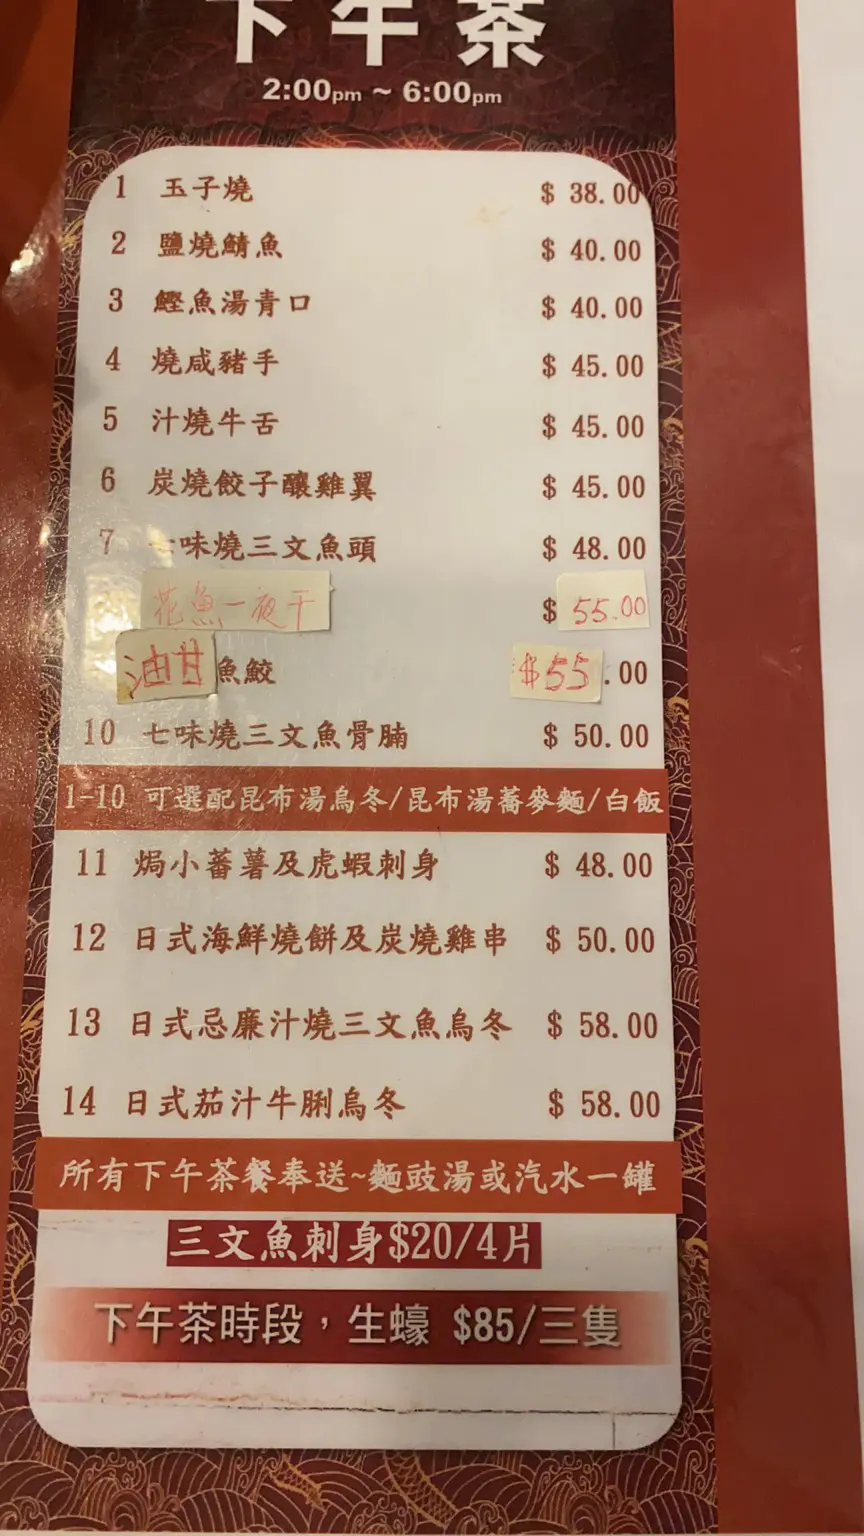 下午茶
2:00pm ~ 6:00pm
1 玉子燒 $ 38.00
2 鹽燒鯖魚 $ 40.00
3 鰹魚湯青口 $ 40.00
4 燒咸豬手 $ 45.00
5 汁燒牛舌 $ 45.00
6 炭燒餃子釀雞翼 $ 45.00
7 七味燒三文魚頭 $ 48.00
花魚一夜干 $ 55.00
油甘魚鮫 $55.00
10 七味燒三文魚骨腩 $ 50.00
1-10 可選配昆布湯烏冬/昆布湯蕎麥麵/白飯
11 焗小蕃薯及虎蝦刺身 $ 48.00
12 日式海鮮燒餅及炭燒雞串 $ 50.00
13 日式忌廉汁燒三文魚烏冬 $ 58.00
14 日式茄汁牛脷烏冬 $ 58.00
所有下午茶餐奉送~麵豉湯或汽水一罐
三文魚刺身$20/4片
下午茶時段，生蠔 $85/三隻